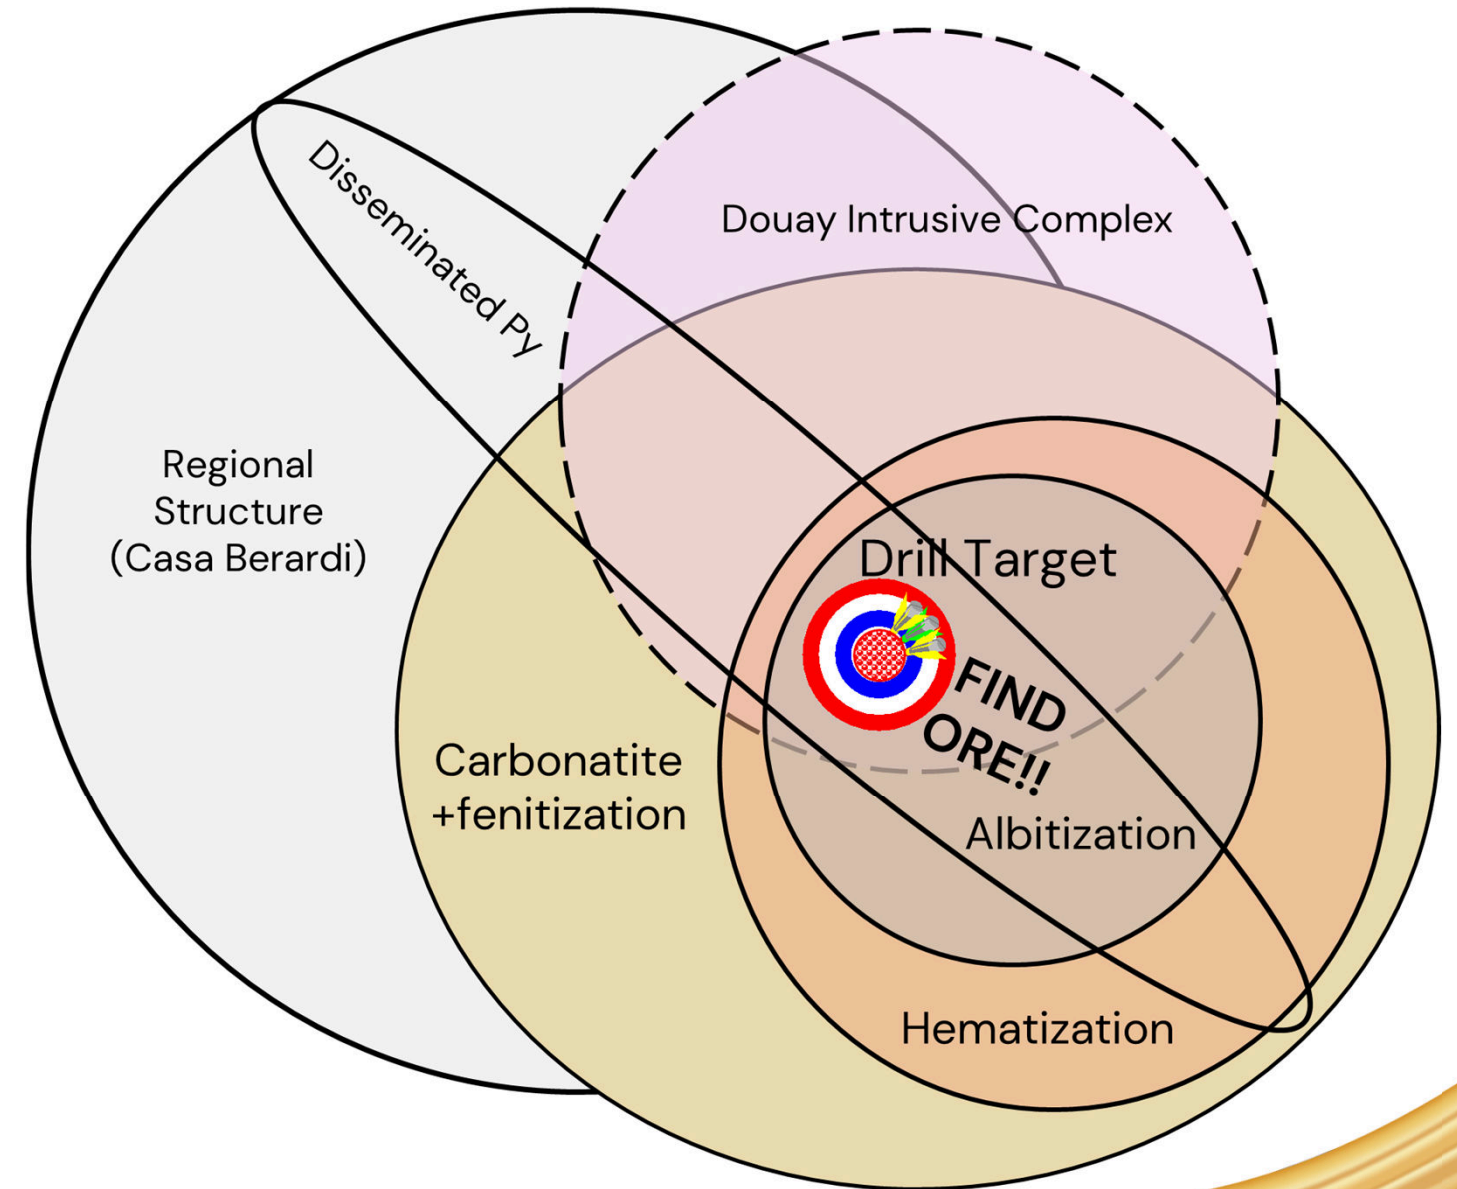 Disseminated Py
Douay Intrusive Complex
Regional
Structure
(Casa Berardi)
Drill Target
FIND
ORE!!
Carbonatite
+fenitization
Albitization
Hematization